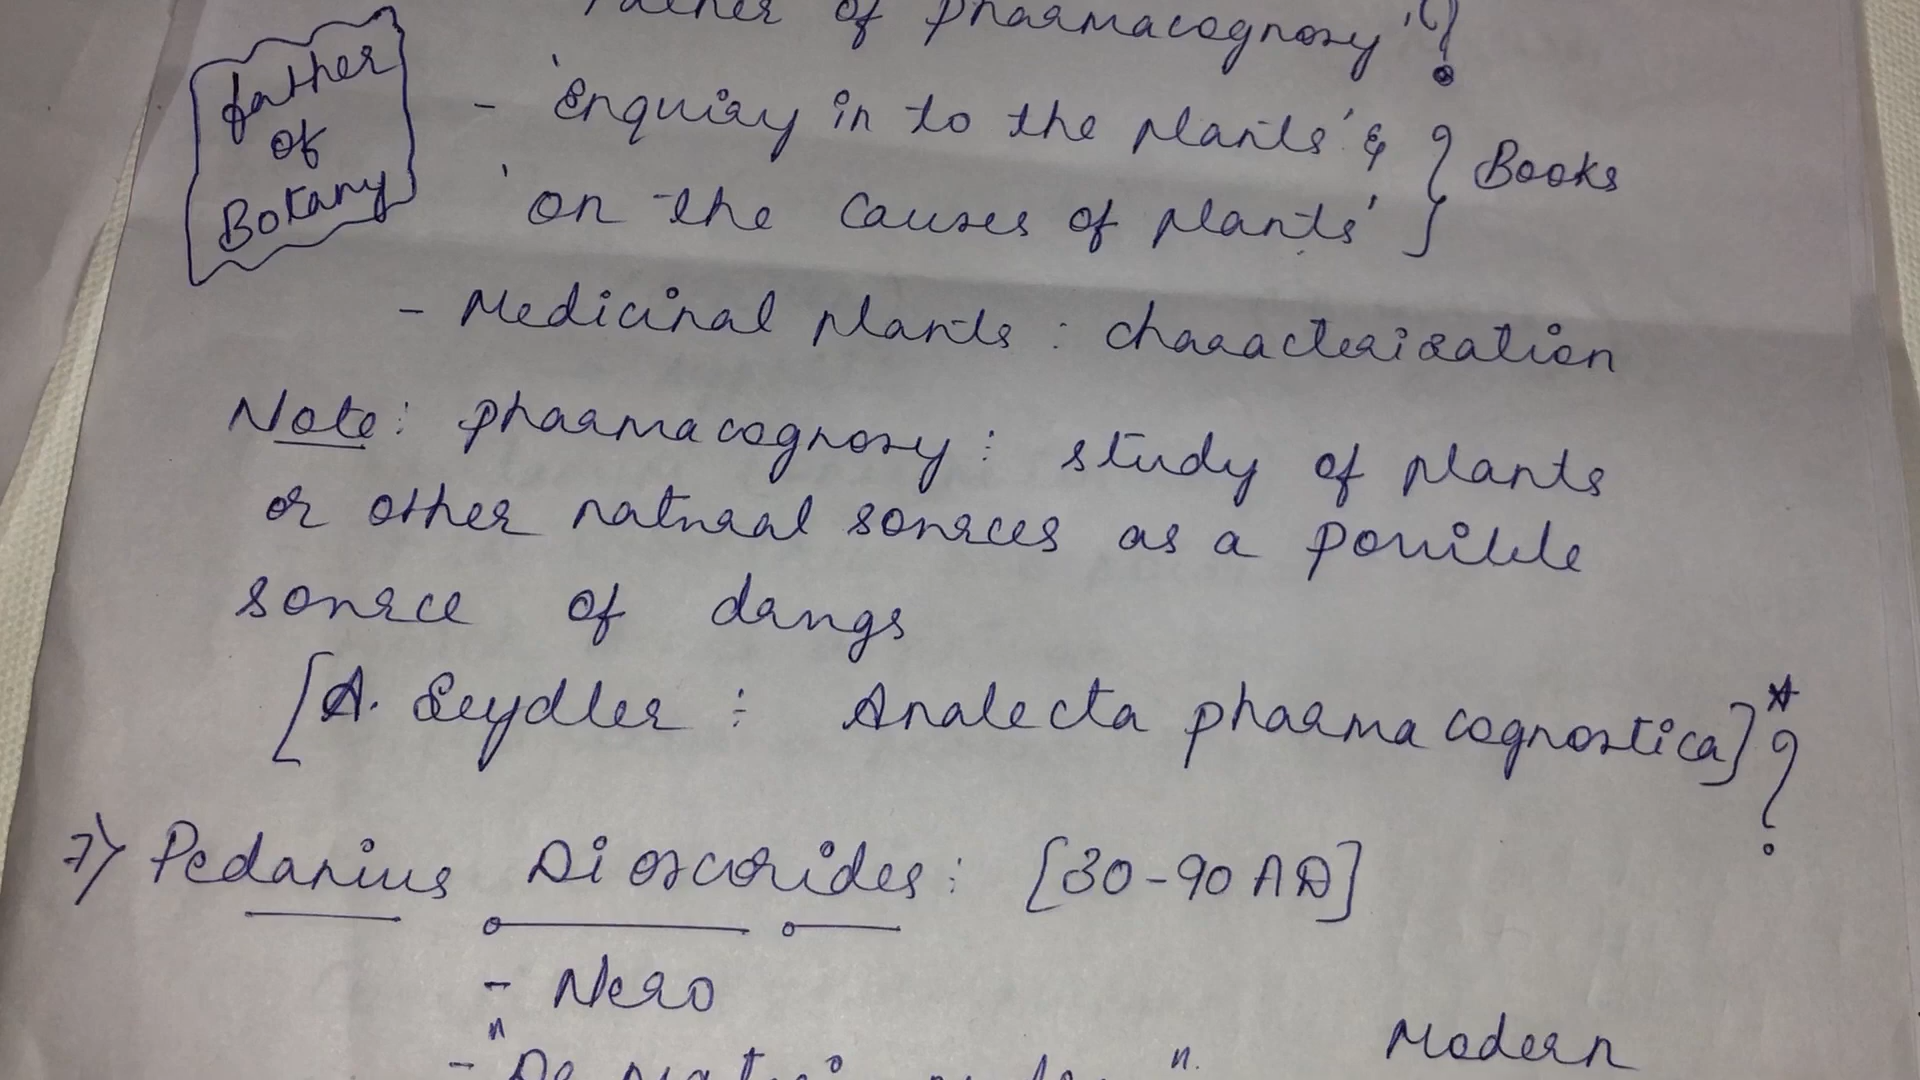 Father of pharmacognosy'?
father
of
Botany
- 'Enquiry in to the plants' &
'on the causes of plants' } Books
- Medicinal plants : characterization
Note: pharmacognosy : study of plants
or other natural sources as a possible
source of drugs
[A. Seydler : Analecta pharmacognostica]*?
7) Pedanius Dioscorides : [30-90 AD]
- Nero
Modern
- "De